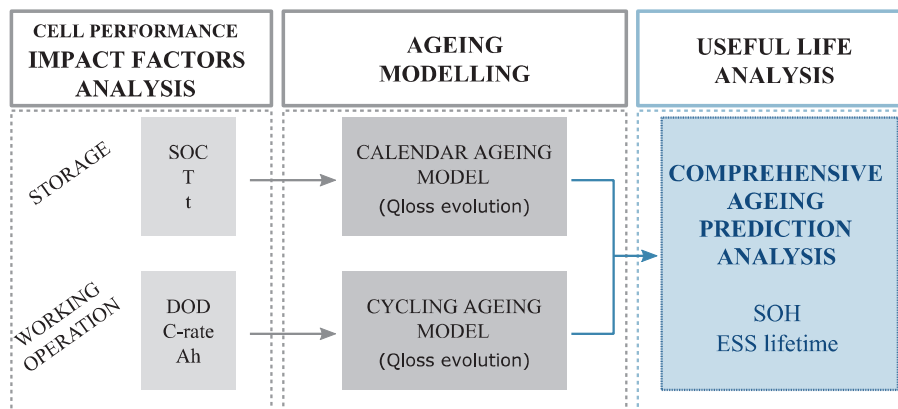 CELL PERFORMANCE
IMPACT FACTORS
ANALYSIS
AGEING
MODELLING
USEFUL LIFE
ANALYSIS
STORAGE
SOC
T
t
CALENDAR AGEING
MODEL
(Qloss evolution)
WORKING
OPERATION
DOD
C-rate
Ah
CYCLING AGEING
MODEL
(Qloss evolution)
COMPREHENSIVE
AGEING
PREDICTION
ANALYSIS
SOH
ESS lifetime